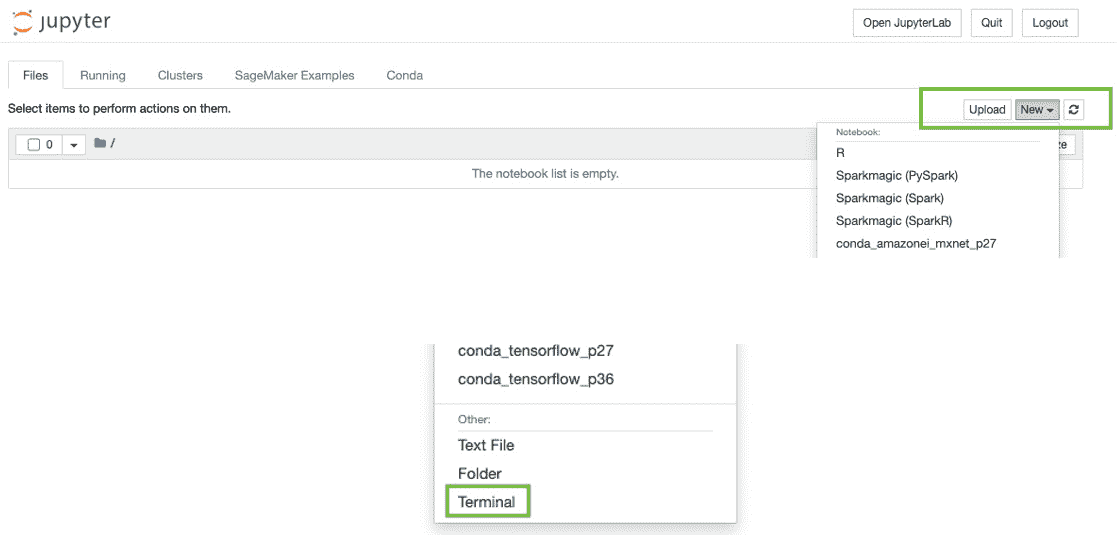 jupyter
Open JupyterLab Quit Logout
Files Running Clusters SageMaker Examples Conda
Select items to perform actions on them.
Upload New
0 /
Notebook:
The notebook list is empty.
R
Sparkmagic (PySpark)
Sparkmagic (Spark)
Sparkmagic (SparkR)
conda_amazonei_mxnet_p27
conda_tensorflow_p27
conda_tensorflow_p36
Other:
Text File
Folder
Terminal